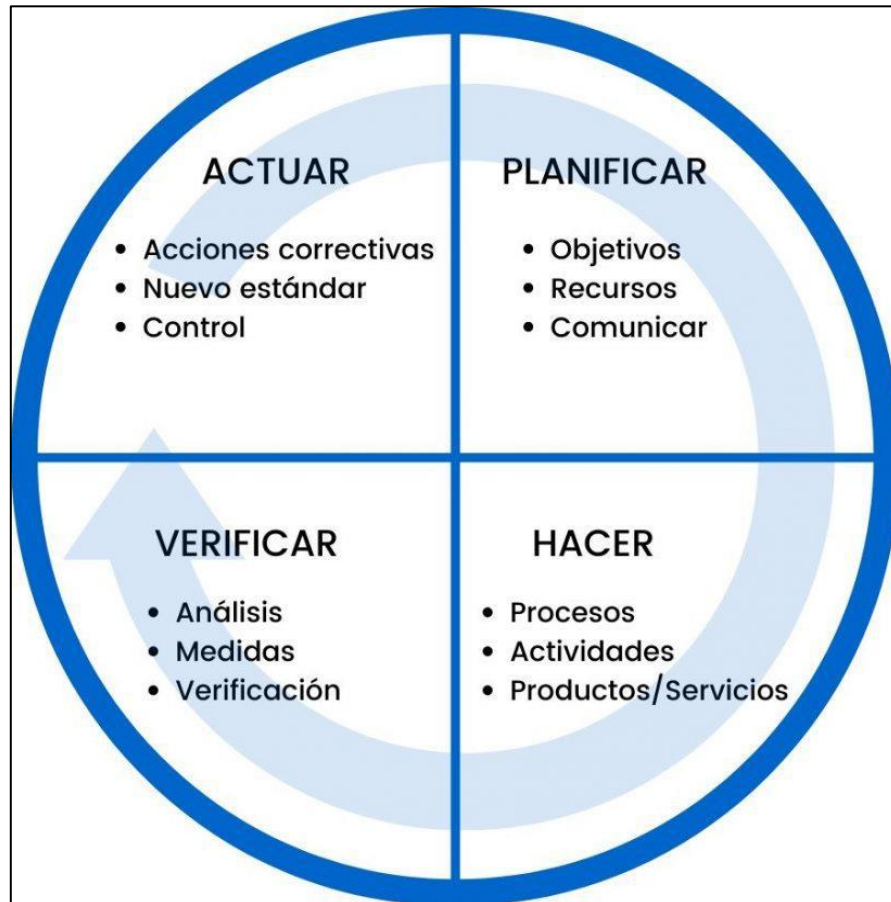 ACTUAR
• Acciones correctivas
• Nuevo estándar
• Control
PLANIFICAR
• Objetivos
• Recursos
• Comunicar
VERIFICAR
• Análisis
• Medidas
• Verificación
HACER
• Procesos
• Actividades
• Productos/Servicios